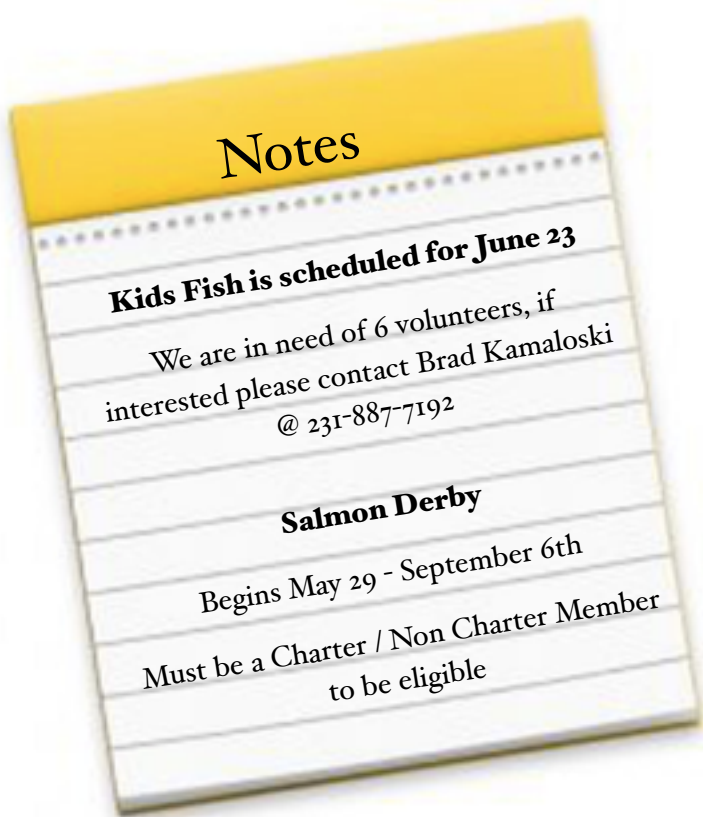 Notes
Kids Fish is scheduled for June 23
We are in need of 6 volunteers, if
interested please contact Brad Kamaloski
@ 231-887-7192
Salmon Derby
Begins May 29 - September 6th
Must be a Charter / Non Charter Member
to be eligible